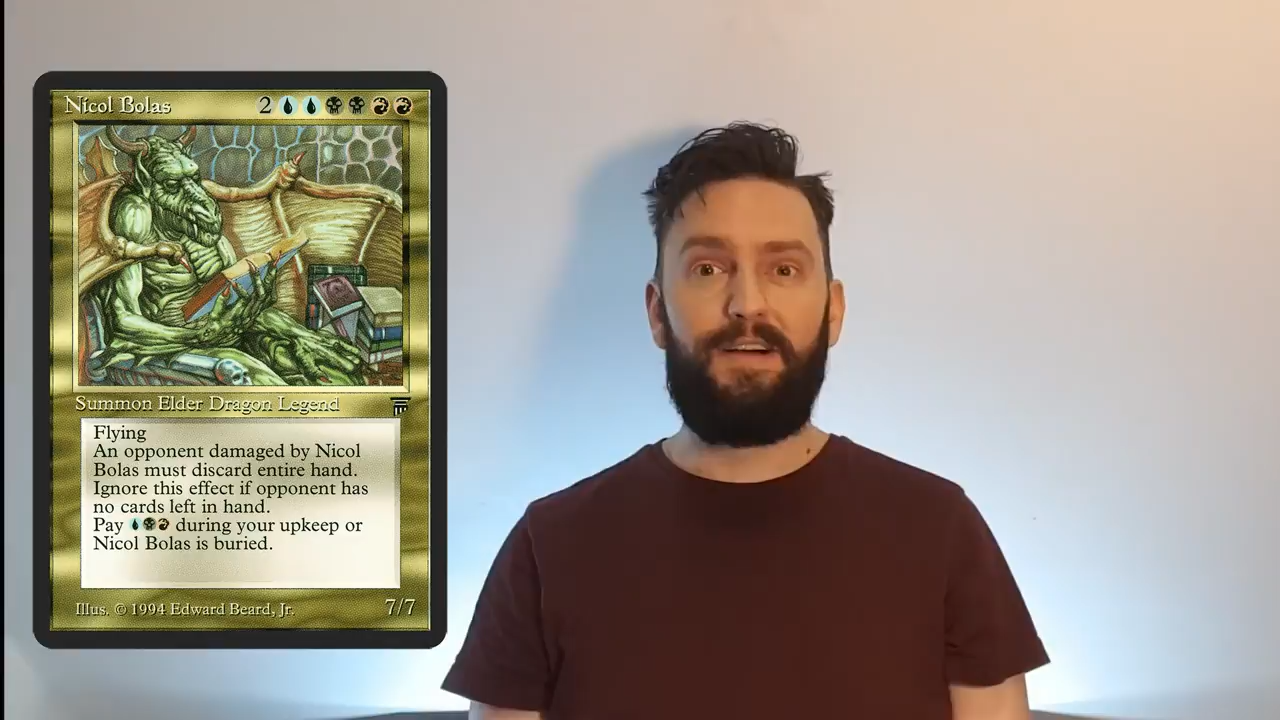 Nicol Bolas 2
Summon Elder Dragon Legend
Flying
An opponent damaged by Nicol
Bolas must discard entire hand.
Ignore this effect if opponent has
no cards left in hand.
Pay during your upkeep or
Nicol Bolas is buried.
Illus. © 1994 Edward Beard, Jr. 7/7